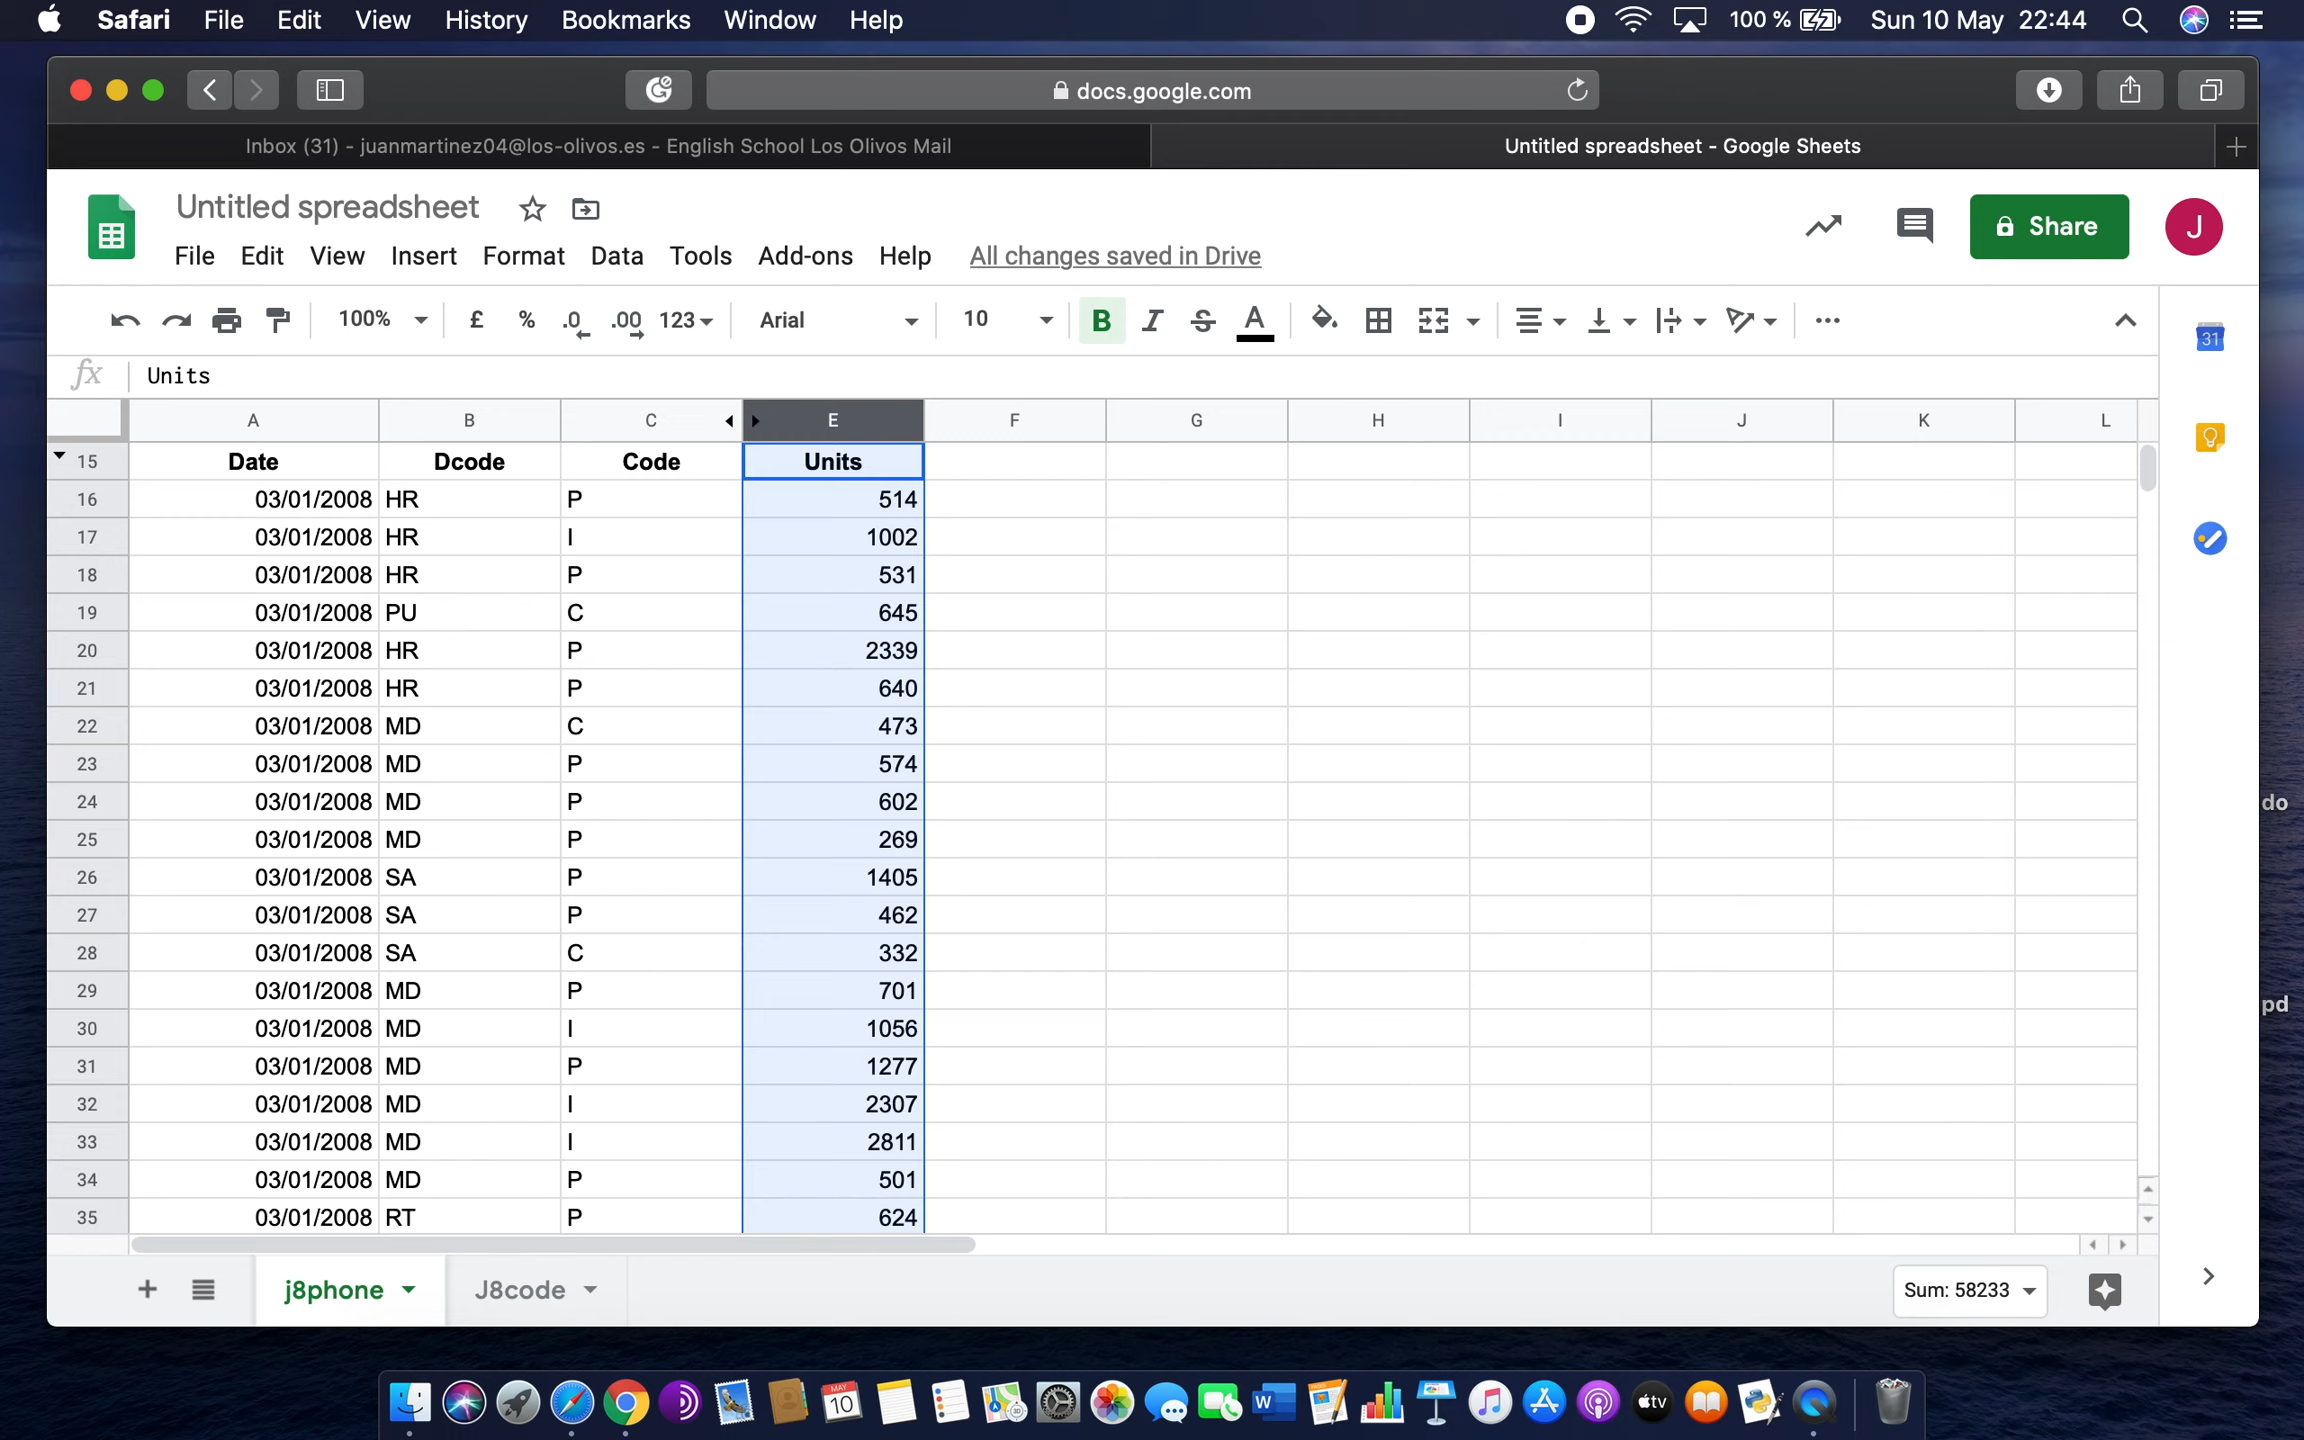 Safari File Edit View History Bookmarks Window Help 100 % Sun 10 May 22:44
docs.google.com
Inbox (31) - juanmartinez04@los-olivos.es - English School Los Olivos Mail Untitled spreadsheet - Google Sheets
Untitled spreadsheet
Share J
File Edit View Insert Format Data Tools Add-ons Help All changes saved in Drive
100% £ % .0 .00 123 Arial 10 B I S A
31
fx Units
A B C E F G H I J K L
15 Date Dcode Code Units
16 03/01/2008 HR P 514
17 03/01/2008 HR I 1002
18 03/01/2008 HR P 531
19 03/01/2008 PU C 645
20 03/01/2008 HR P 2339
21 03/01/2008 HR P 640
22 03/01/2008 MD C 473
23 03/01/2008 MD P 574
24 03/01/2008 MD P 602
do
25 03/01/2008 MD P 269
26 03/01/2008 SA P 1405
27 03/01/2008 SA P 462
28 03/01/2008 SA C 332
29 03/01/2008 MD P 701
pd
30 03/01/2008 MD I 1056
31 03/01/2008 MD P 1277
32 03/01/2008 MD I 2307
33 03/01/2008 MD I 2811
34 03/01/2008 MD P 501
35 03/01/2008 RT P 624
j8phone J8code Sum: 58233
MAY
10
3D
W
tv